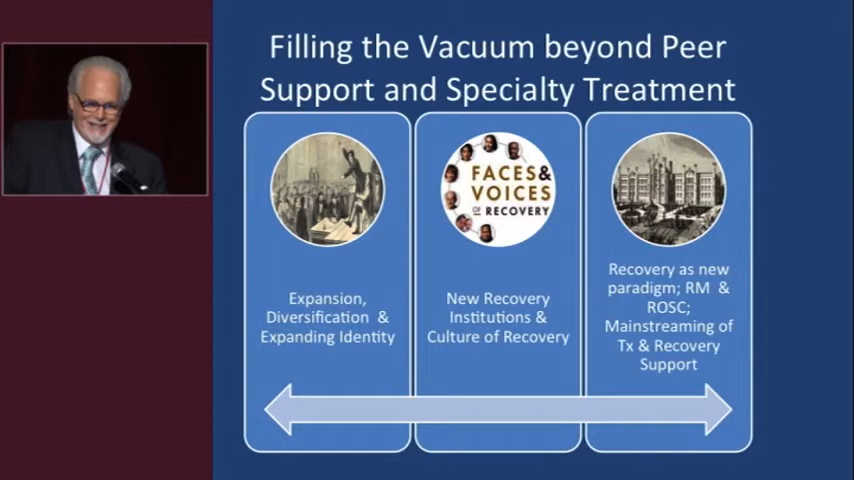 Filling the Vacuum beyond Peer
Support and Specialty Treatment
Expansion,
Diversification &
Expanding Identity
FACES&
VOICES
OF RECOVERY
New Recovery
Institutions &
Culture of Recovery
Recovery as new
paradigm; RM &
ROSC;
Mainstreaming of
Tx & Recovery
Support